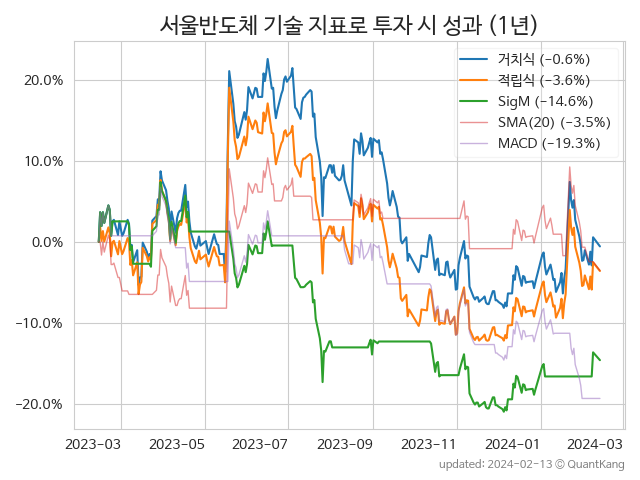 서울반도체 기술 지표로 투자 시 성과 (1년)
거치식 (−0.6%)
적립식 (−3.6%)
SigM (−14.6%)
SMA(20) (−3.5%)
MACD (−19.3%)
20.0%
10.0%
0.0%
−10.0%
−20.0%
2023−03 2023−05 2023−07 2023−09 2023−11 2024−01 2024−03
updated: 2024−02−13 © QuantKang